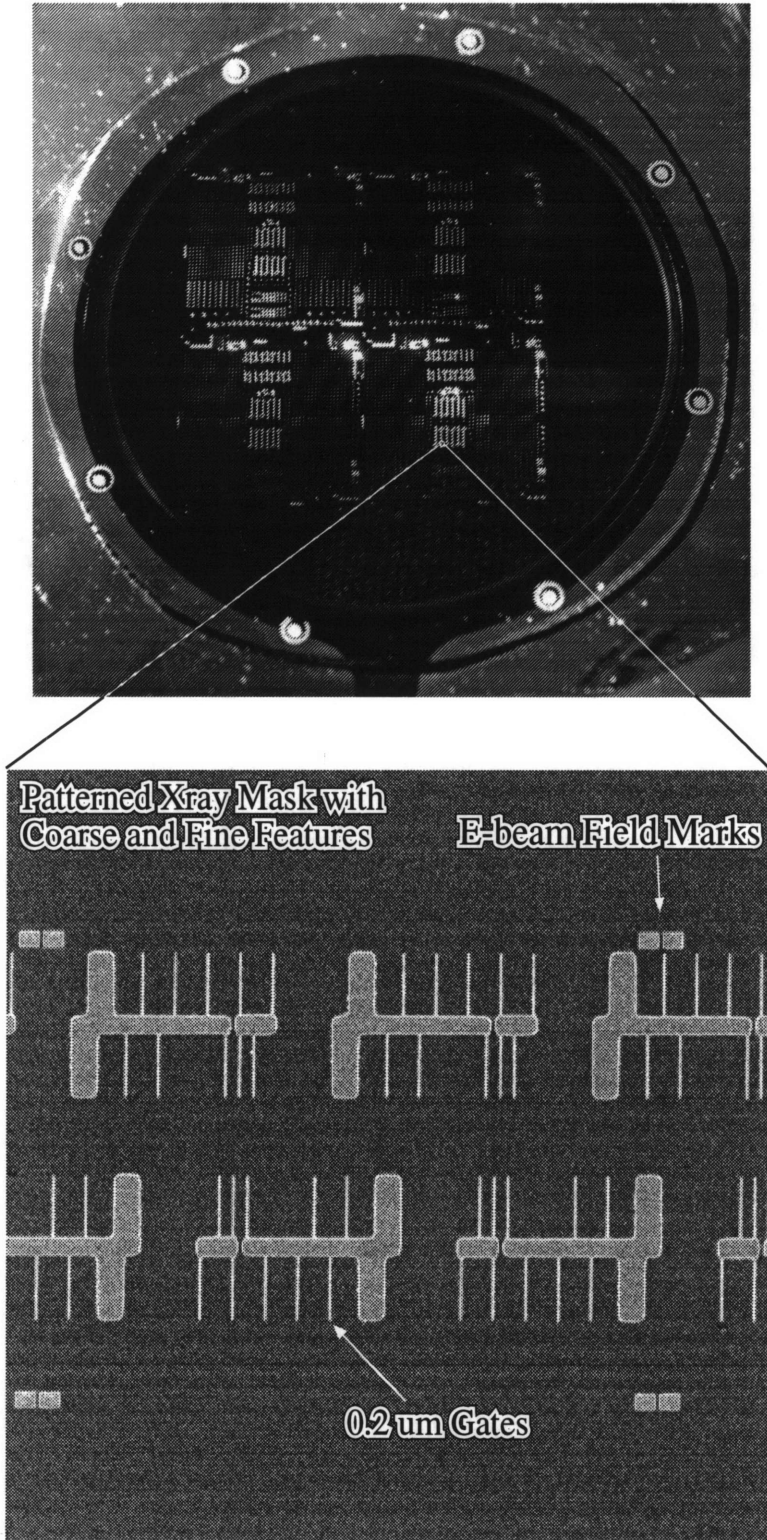 Patterned Xray Mask with
Coarse and Fine Features
E-beam Field Marks
0.2 um Gates